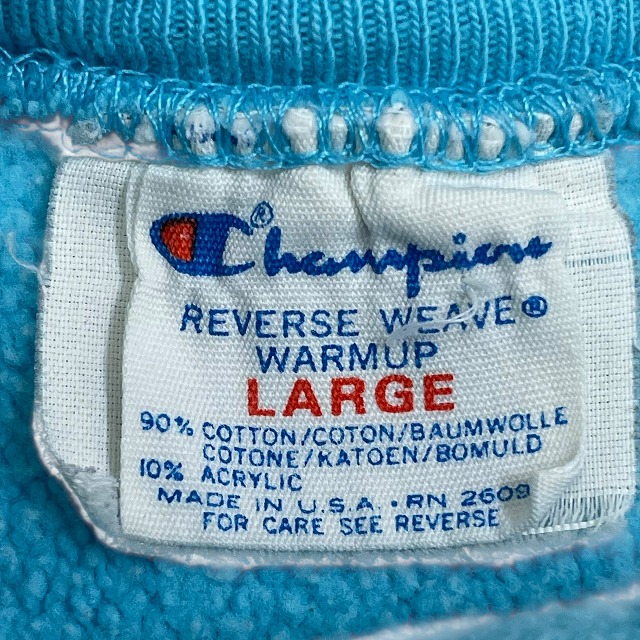 Champion®
REVERSE WEAVE®
WARMUP
LARGE
90% COTTON/COTON/BAUMWOLLE
COTONE/KATOEN/BOMULD
10% ACRYLIC
MADE IN U.S.A. · RN 2609
FOR CARE SEE REVERSE